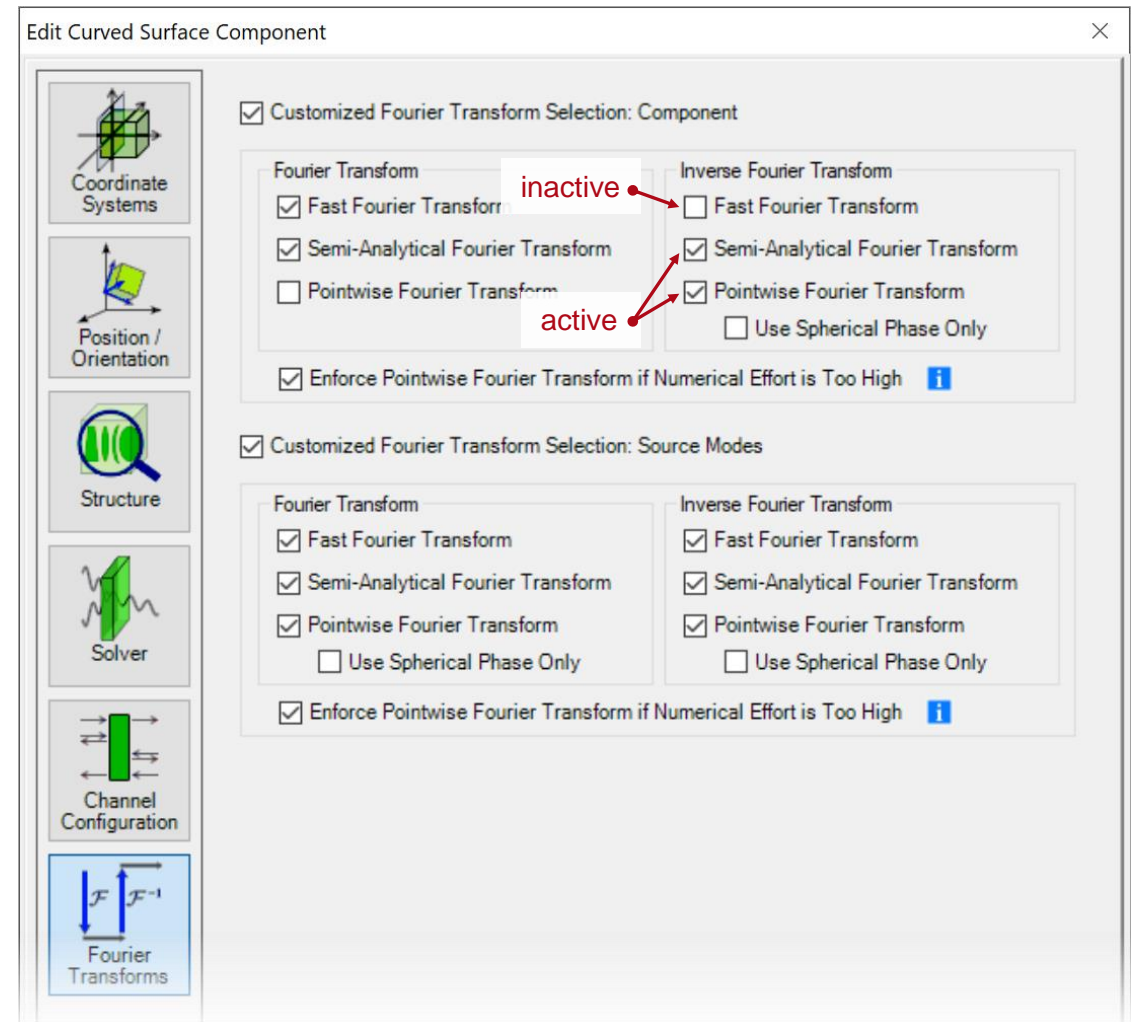 Edit Curved Surface Component
Coordinate
Systems
Position /
Orientation
Structure
Solver
Channel
Configuration
ℱ ℱ⁻¹
Fourier
Transforms
Customized Fourier Transform Selection: Component
Fourier Transform
Fast Fourier Transform
Semi-Analytical Fourier Transform
Pointwise Fourier Transform
inactive
active
Inverse Fourier Transform
Fast Fourier Transform
Semi-Analytical Fourier Transform
Pointwise Fourier Transform
Use Spherical Phase Only
Enforce Pointwise Fourier Transform if Numerical Effort is Too High i
Customized Fourier Transform Selection: Source Modes
Fourier Transform
Fast Fourier Transform
Semi-Analytical Fourier Transform
Pointwise Fourier Transform
Use Spherical Phase Only
Inverse Fourier Transform
Fast Fourier Transform
Semi-Analytical Fourier Transform
Pointwise Fourier Transform
Use Spherical Phase Only
Enforce Pointwise Fourier Transform if Numerical Effort is Too High i